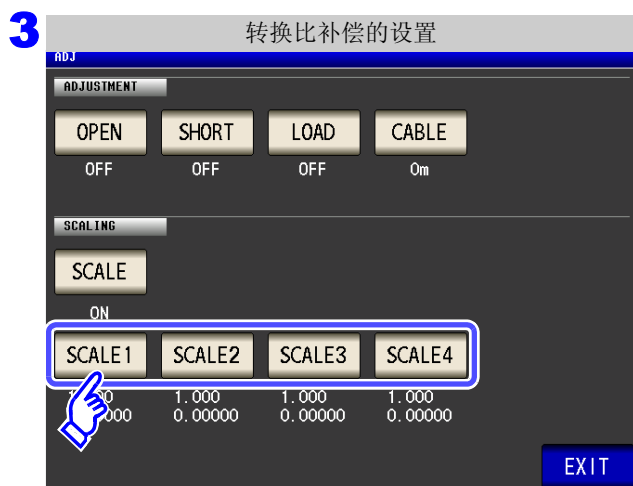 3
转换比补偿的设置
ADJ
ADJUSTMENT
OPEN SHORT LOAD CABLE
OFF OFF OFF 0m
SCALING
SCALE
ON
SCALE1 SCALE2 SCALE3 SCALE4
1.000 1.000 1.000
0.00000 0.00000 0.00000
EXIT